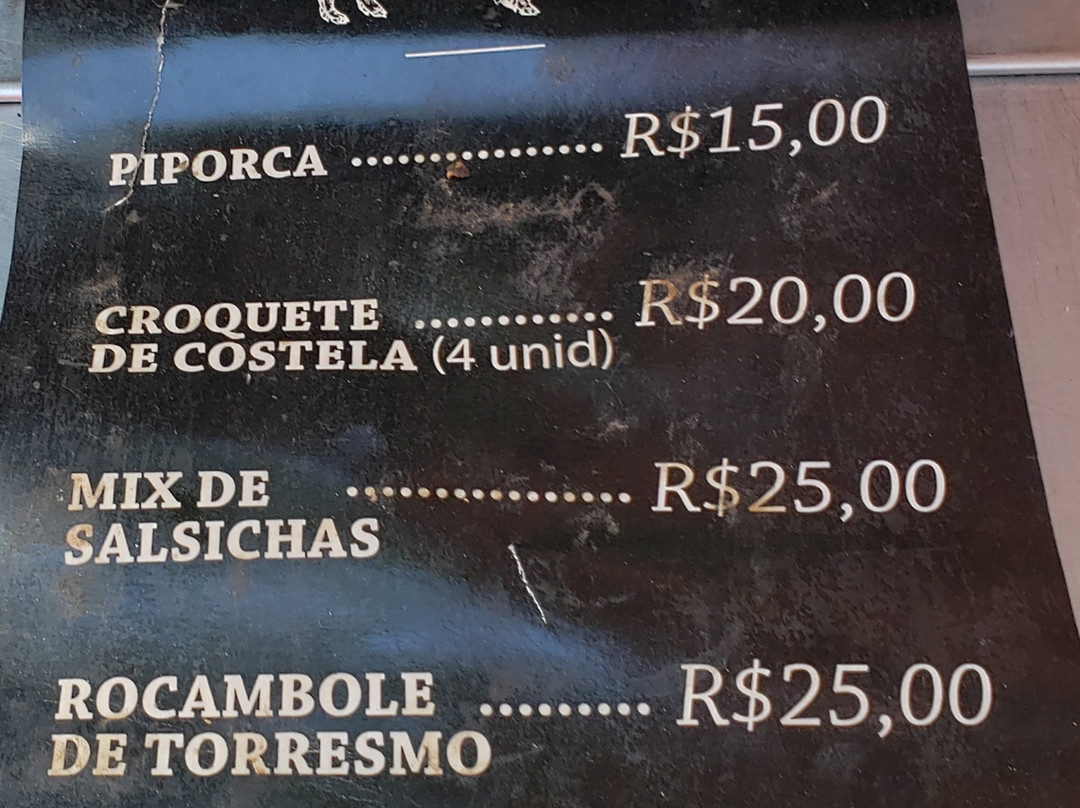 PIPORCA ................ R$15,00
CROQUETE ............. R$20,00
DE COSTELA (4 unid)
MIX DE .................. R$25,00
SALSICHAS
ROCAMBOLE ......... R$25,00
DE TORRESMO